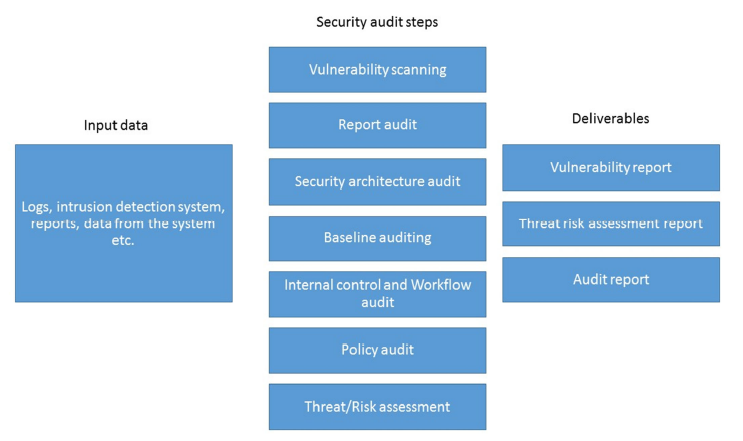 Security audit steps
Vulnerability scanning
Report audit
Security architecture audit
Baseline auditing
Internal control and Workflow
audit
Policy audit
Threat/Risk assessment
Input data
Logs, intrusion detection system,
reports, data from the system
etc.
Deliverables
Vulnerability report
Threat risk assessment report
Audit report